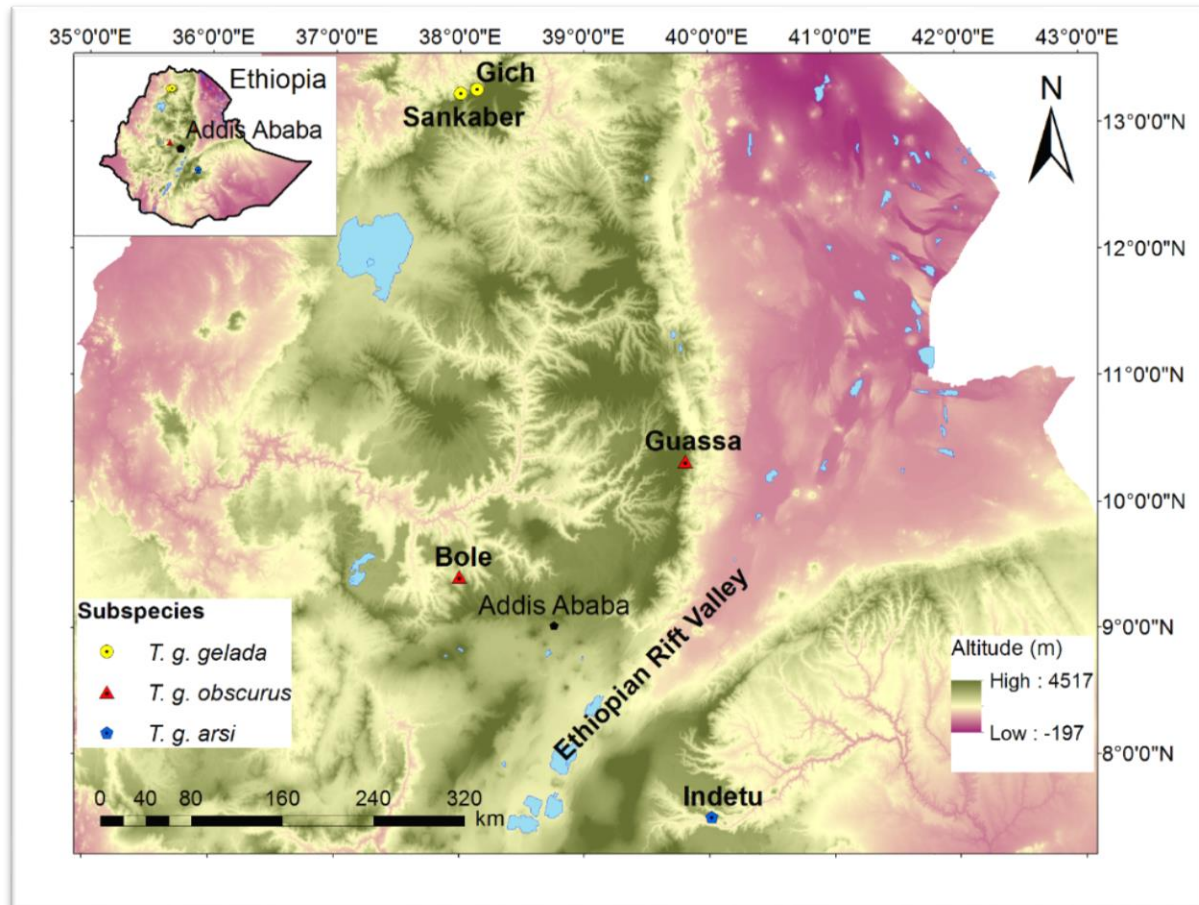 35°0'0"E 36°0'0"E 37°0'0"E 38°0'0"E 39°0'0"E 40°0'0"E 41°0'0"E 42°0'0"E 43°0'0"E
Ethiopia
Addis Ababa
Gich
Sankaber
N
13°0'0"N
12°0'0"N
11°0'0"N
Guassa
10°0'0"N
Bole
Addis Ababa
9°0'0"N
Ethiopian Rift Valley
Subspecies
T. g. gelada
T. g. obscurus
T. g. arsi
Altitude (m)
High : 4517
Low : -197
8°0'0"N
Indetu
0 40 80 160 240 320
km